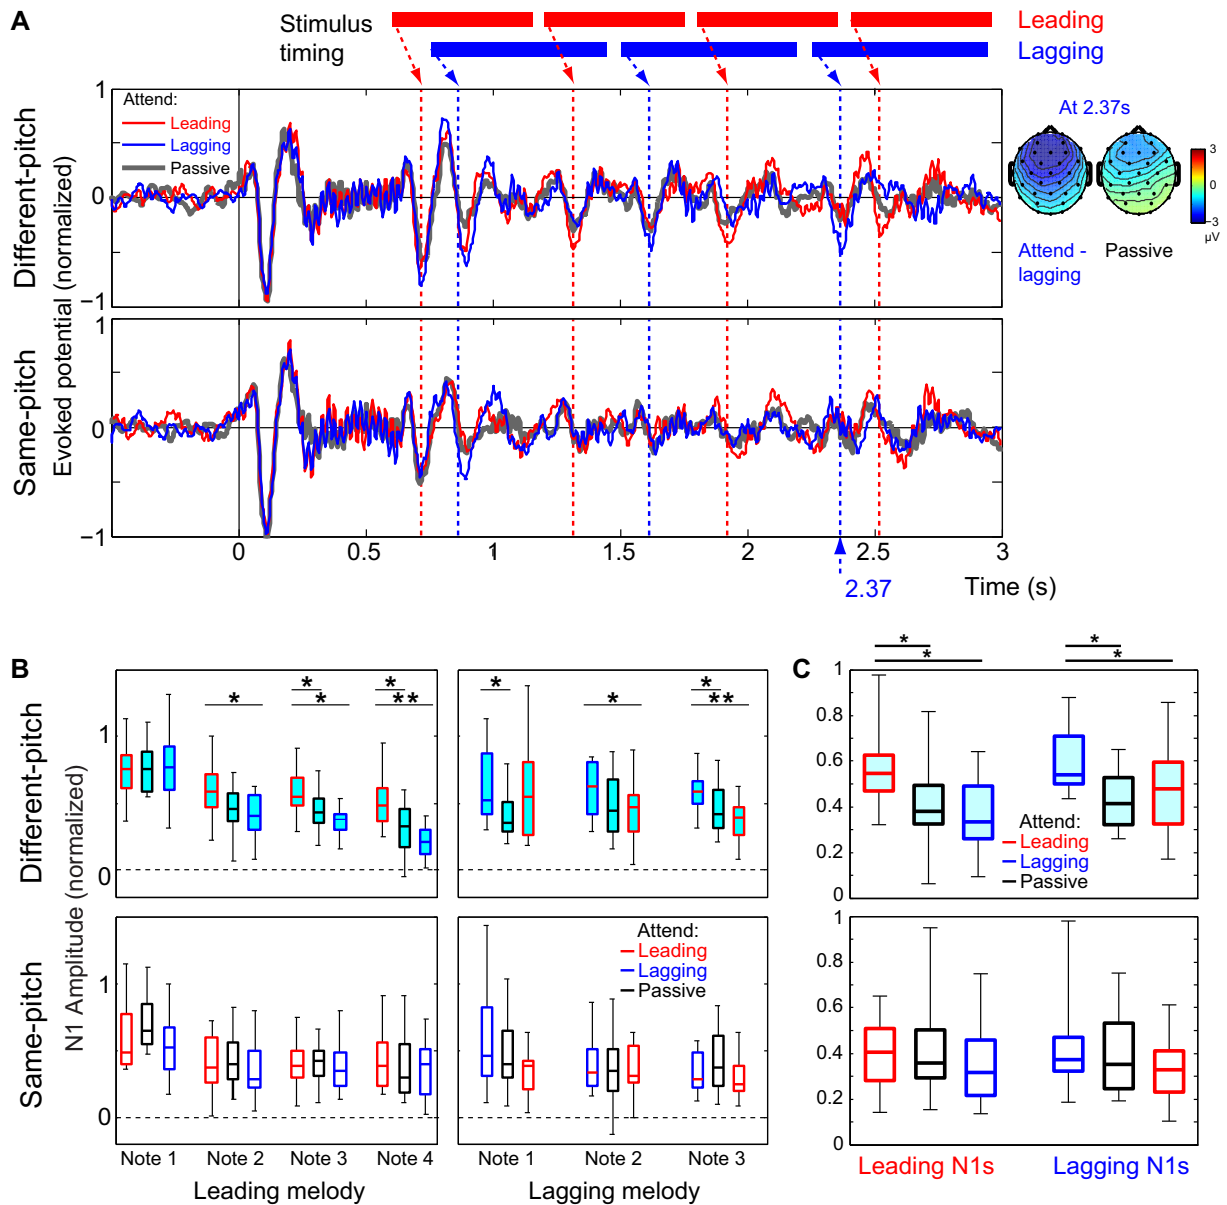 A
Stimulus
timing
Leading
Lagging
Different-pitch
Same-pitch
Evoked potential (normalized)
1
0
−1
1
0
−1
Attend:
Leading
Lagging
Passive
At 2.37s
3
0
−3
µV
Attend -
lagging
Passive
0
0.5
1
1.5
2
2.5
3
2.37
Time (s)
B
Different-pitch
Same-pitch
N1 Amplitude (normalized)
1
0
1
0
*
*
*
*
**
*
*
*
**
Attend:
Leading
Lagging
Passive
Note 1
Note 2
Note 3
Note 4
Leading melody
Note 1
Note 2
Note 3
Lagging melody
C
*
*
*
*
1
0.8
0.6
0.4
0.2
0
Attend:
Leading
Lagging
Passive
1
0.8
0.6
0.4
0.2
0
Leading N1s
Lagging N1s